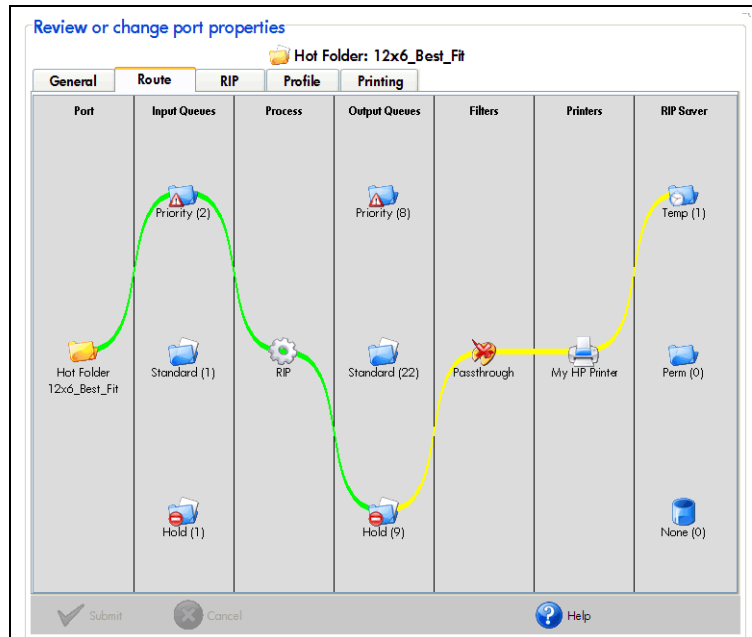 Review or change port properties
Hot Folder: 12x6_Best_Fit
General Route RIP Profile Printing
Port Input Queues Process Output Queues Filters Printers RIP Saver
Priority (2) Priority (8) Temp (1)
Hot Folder Standard (1) RIP Standard (22) Passthrough My HP Printer Perm (0)
12x6_Best_Fit
Hold (1) Hold (9) None (0)
Submit Cancel Help